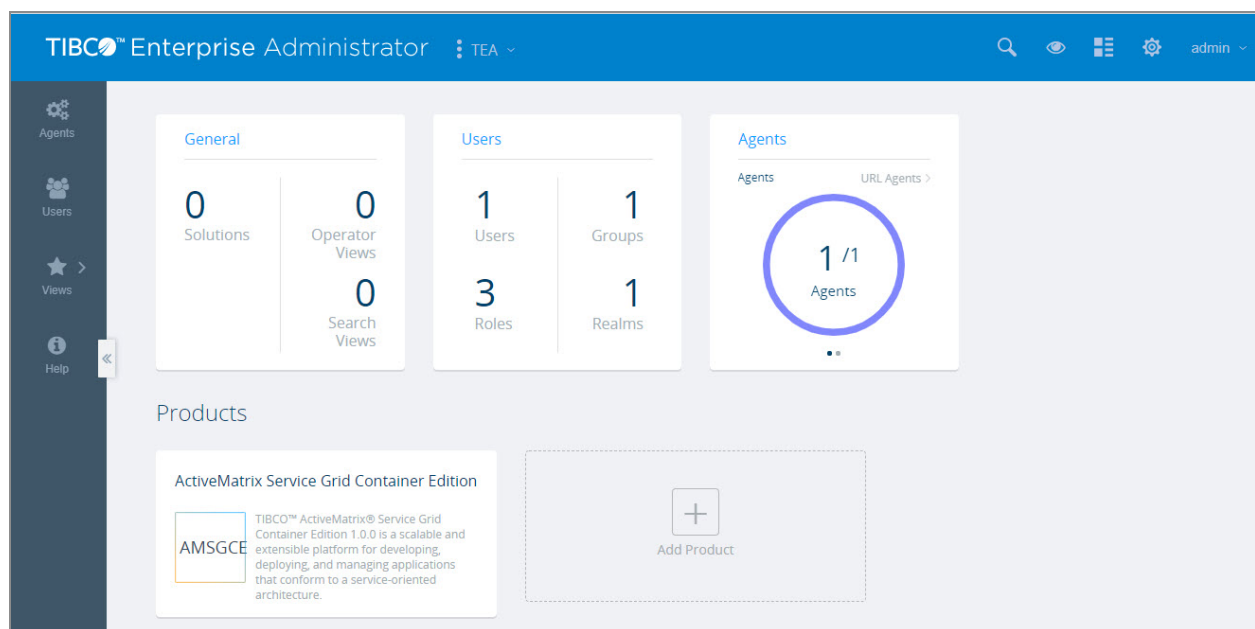 TIBCO™ Enterprise Administrator
TEA
admin
Agents
Users
Views
Help
General
0
Solutions
0
Operator
Views
0
Search
Views
Users
1
Users
1
Groups
3
Roles
1
Realms
Agents
Agents
URL Agents >
1 /1
Agents
Products
ActiveMatrix Service Grid Container Edition
AMSGCE
TIBCO™ ActiveMatrix® Service Grid
Container Edition 1.0.0 is a scalable and
extensible platform for developing,
deploying, and managing applications
that conform to a service-oriented
architecture.
Add Product